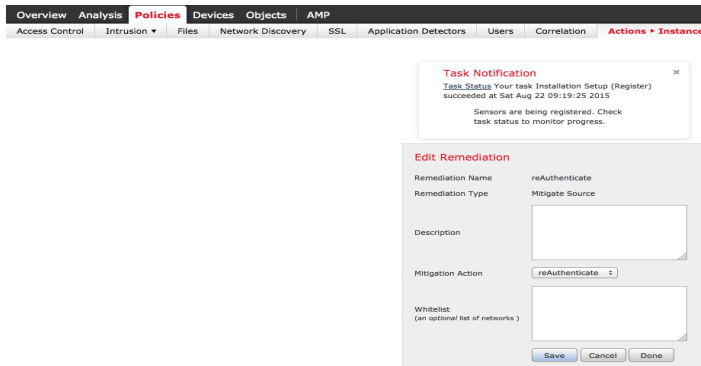 Overview Analysis Policies Devices Objects AMP
Access Control Intrusion ▾ Files Network Discovery SSL Application Detectors Users Correlation Actions ▸ Instance
Task Notification ×
Task Status Your task Installation Setup (Register)
succeeded at Sat Aug 22 09:19:25 2015
Sensors are being registered. Check
task status to monitor progress.
Edit Remediation
Remediation Name reAuthenticate
Remediation Type Mitigate Source
Description
Mitigation Action reAuthenticate
Whitelist
(an optional list of networks )
Save Cancel Done